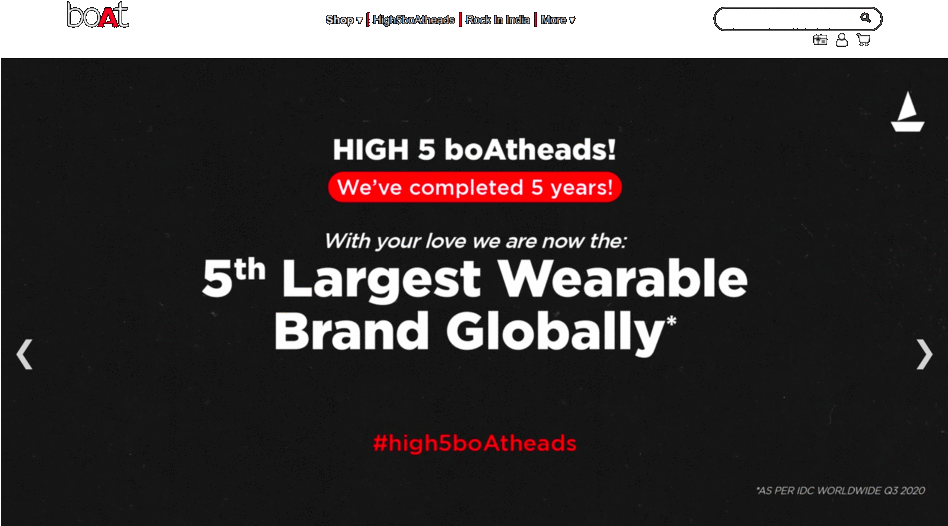 boAt
Shop ▾ | High5boAtheads | Rock In India | More ▾
HIGH 5 boAtheads!
We've completed 5 years!
With your love we are now the:
5th Largest Wearable
Brand Globally*
#high5boAtheads
*AS PER IDC WORLDWIDE Q3 2020